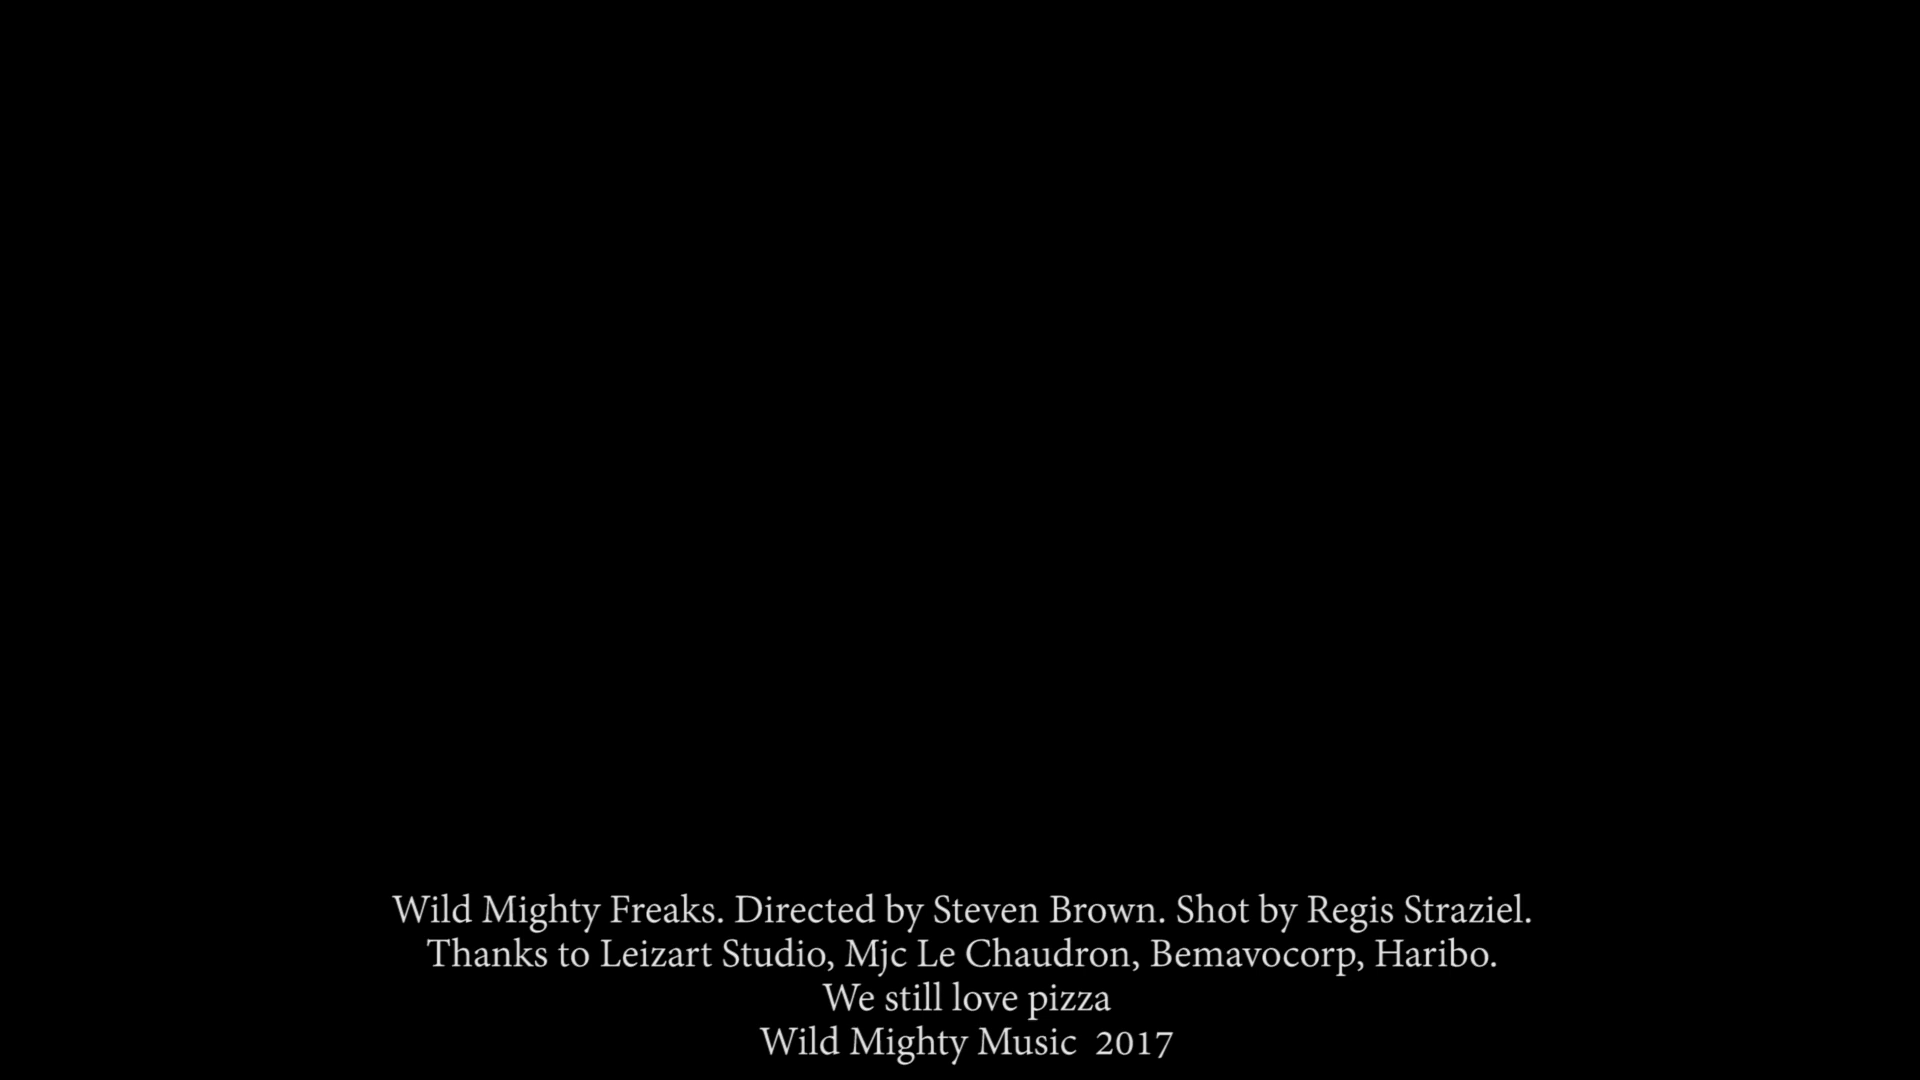 Wild Mighty Freaks. Directed by Steven Brown. Shot by Regis Straziel.
Thanks to Leizart Studio, Mjc Le Chaudron, Bemavocorp, Haribo.
We still love pizza
Wild Mighty Music  2017